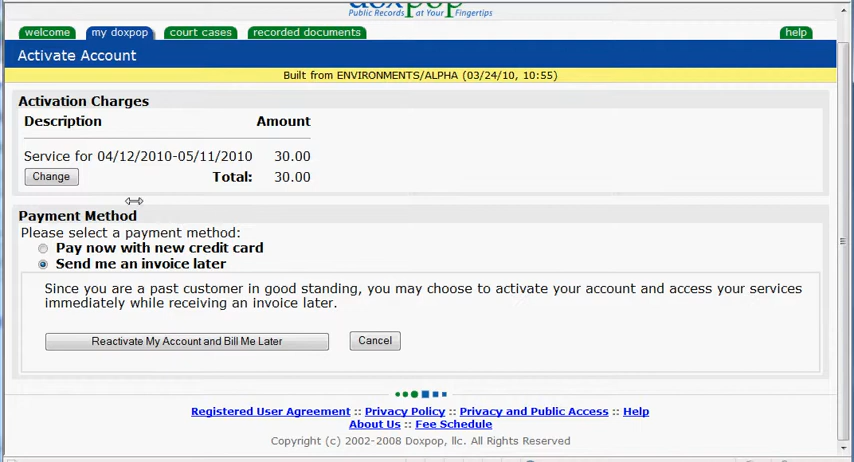 doxpop
Public Records at Your Fingertips
welcome my doxpop court cases recorded documents help
Activate Account
Built from ENVIRONMENTS/ALPHA (03/24/10, 10:55)
Activation Charges
Description Amount
Service for 04/12/2010-05/11/2010 30.00
Change Total: 30.00
Payment Method
Please select a payment method:
Pay now with new credit card
Send me an invoice later
Since you are a past customer in good standing, you may choose to activate your account and access your services
immediately while receiving an invoice later.
Reactivate My Account and Bill Me Later Cancel
Registered User Agreement :: Privacy Policy :: Privacy and Public Access :: Help
About Us :: Fee Schedule
Copyright (c) 2002-2008 Doxpop, llc. All Rights Reserved